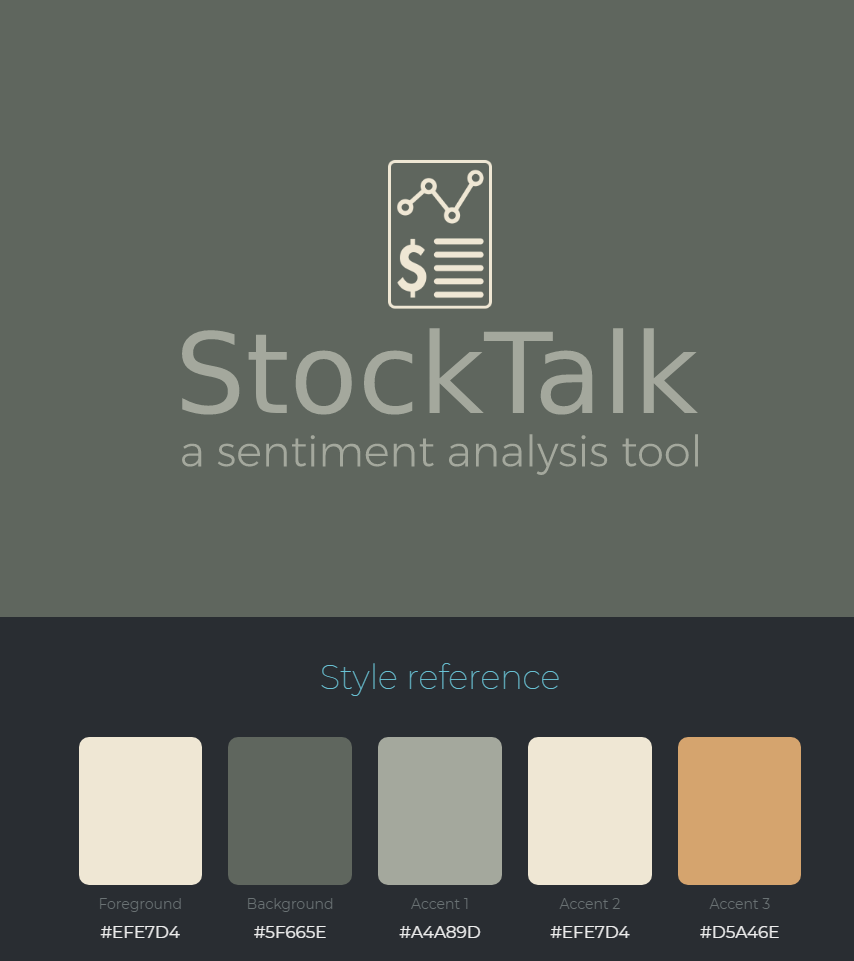 $
StockTalk
a sentiment analysis tool
Style reference
Foreground Background Accent 1 Accent 2 Accent 3
#EFE7D4 #5F665E #A4A89D #EFE7D4 #D5A46E